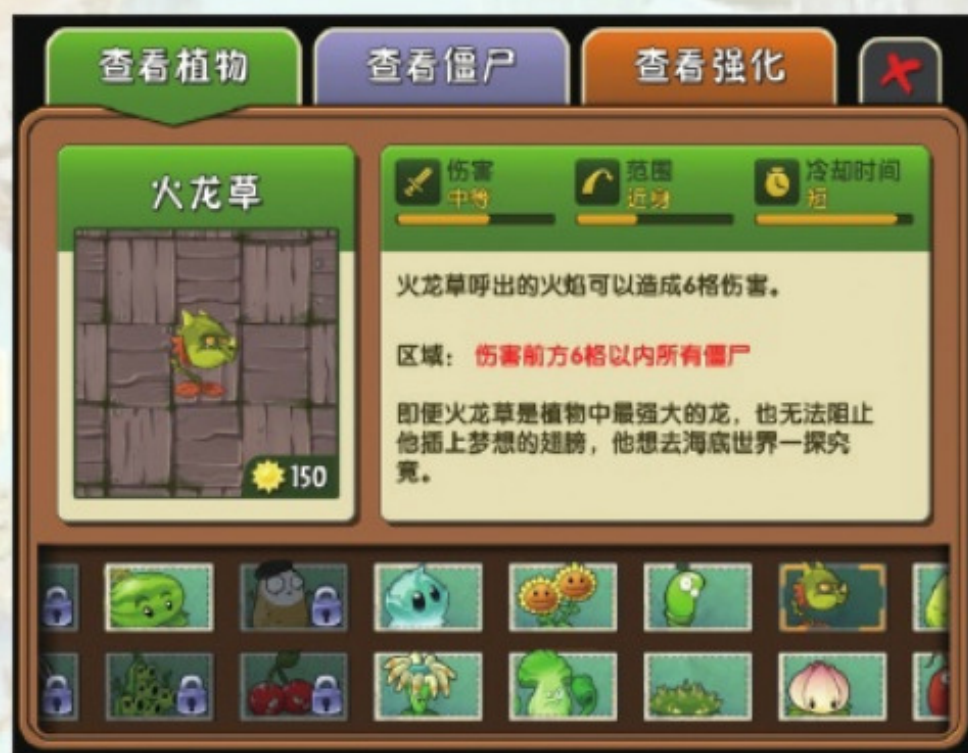 查看植物
查看僵尸
查看强化
火龙草
150
伤害
中等
范围
近身
冷却时间
短
火龙草呼出的火焰可以造成6格伤害。
区域： 伤害前方6格以内所有僵尸
即便火龙草是植物中最强大的龙，也无法阻止
他插上梦想的翅膀，他想去海底世界一探究
竟。